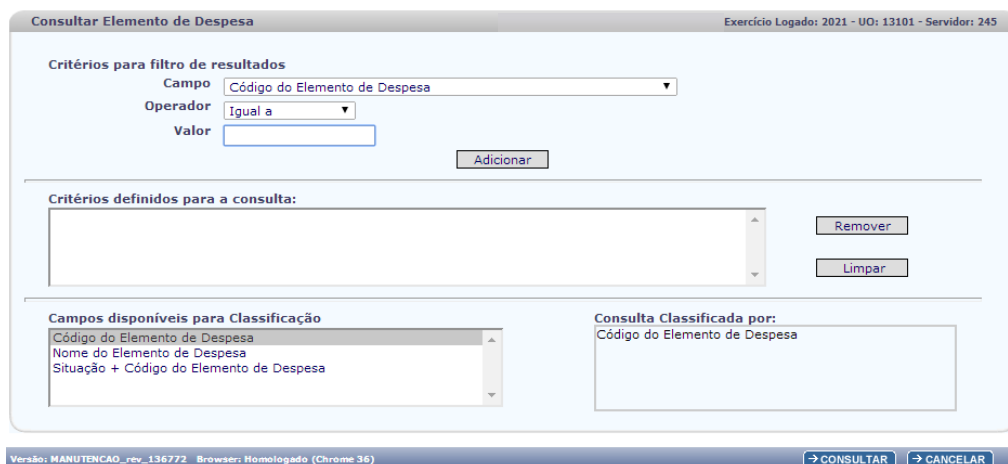 Consultar Elemento de Despesa Exercício Logado: 2021 - UO: 13101 - Servidor: 245
Critérios para filtro de resultados
Campo Código do Elemento de Despesa
Operador Igual a
Valor
Adicionar
Critérios definidos para a consulta:
Remover
Limpar
Campos disponíveis para Classificação
Código do Elemento de Despesa
Nome do Elemento de Despesa
Situação + Código do Elemento de Despesa
Consulta Classificada por:
Código do Elemento de Despesa
Versão: MANUTENCAO_rev_136772 Browser: Homologado (Chrome 36) CONSULTAR CANCELAR